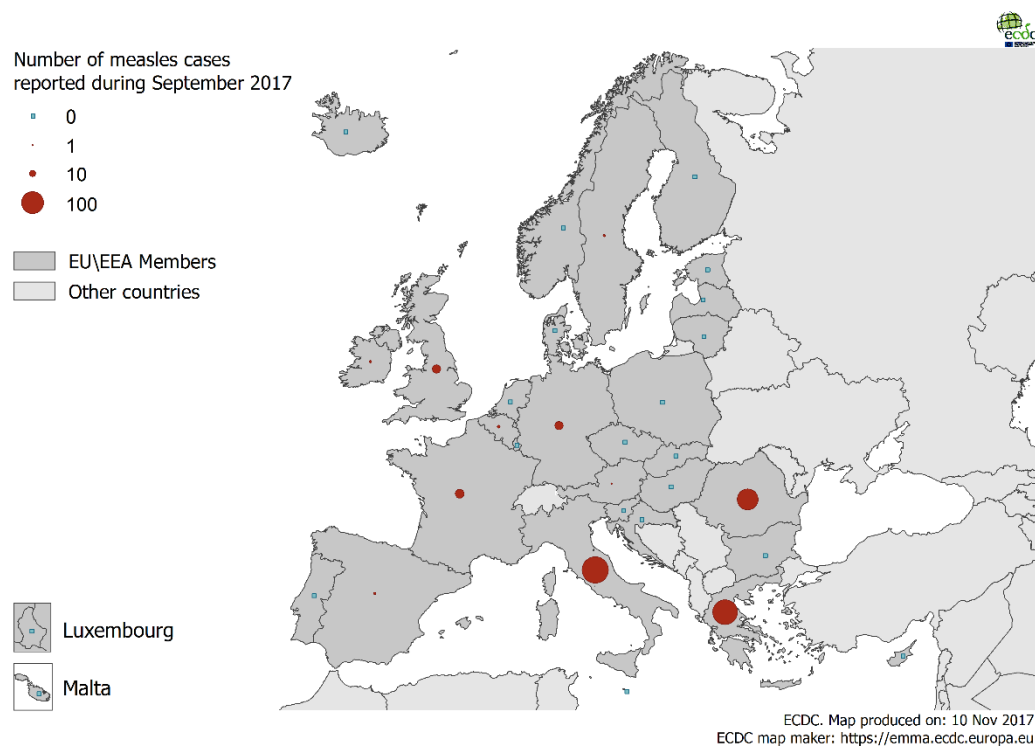 ecdc
Number of measles cases
reported during September 2017
0
1
10
100
EU\EEA Members
Other countries
Luxembourg
Malta
ECDC. Map produced on: 10 Nov 2017
ECDC map maker: https://emma.ecdc.europa.eu